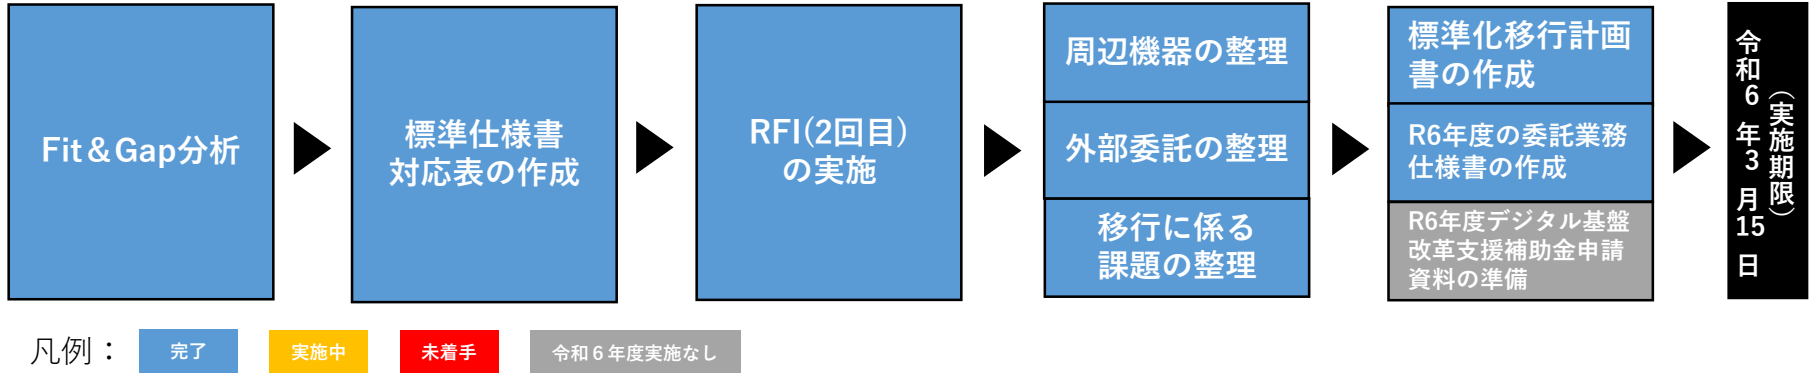 Fit＆Gap分析
標準仕様書
対応表の作成
RFI(2回目)
の実施
周辺機器の整理
外部委託の整理
移行に係る
課題の整理
標準化移行計画
書の作成
R6年度の委託業務
仕様書の作成
R6年度デジタル基盤
改革支援補助金申請
資料の準備
（実施期限）
令和6年3月15日
凡例：
完了
実施中
未着手
令和６年度実施なし